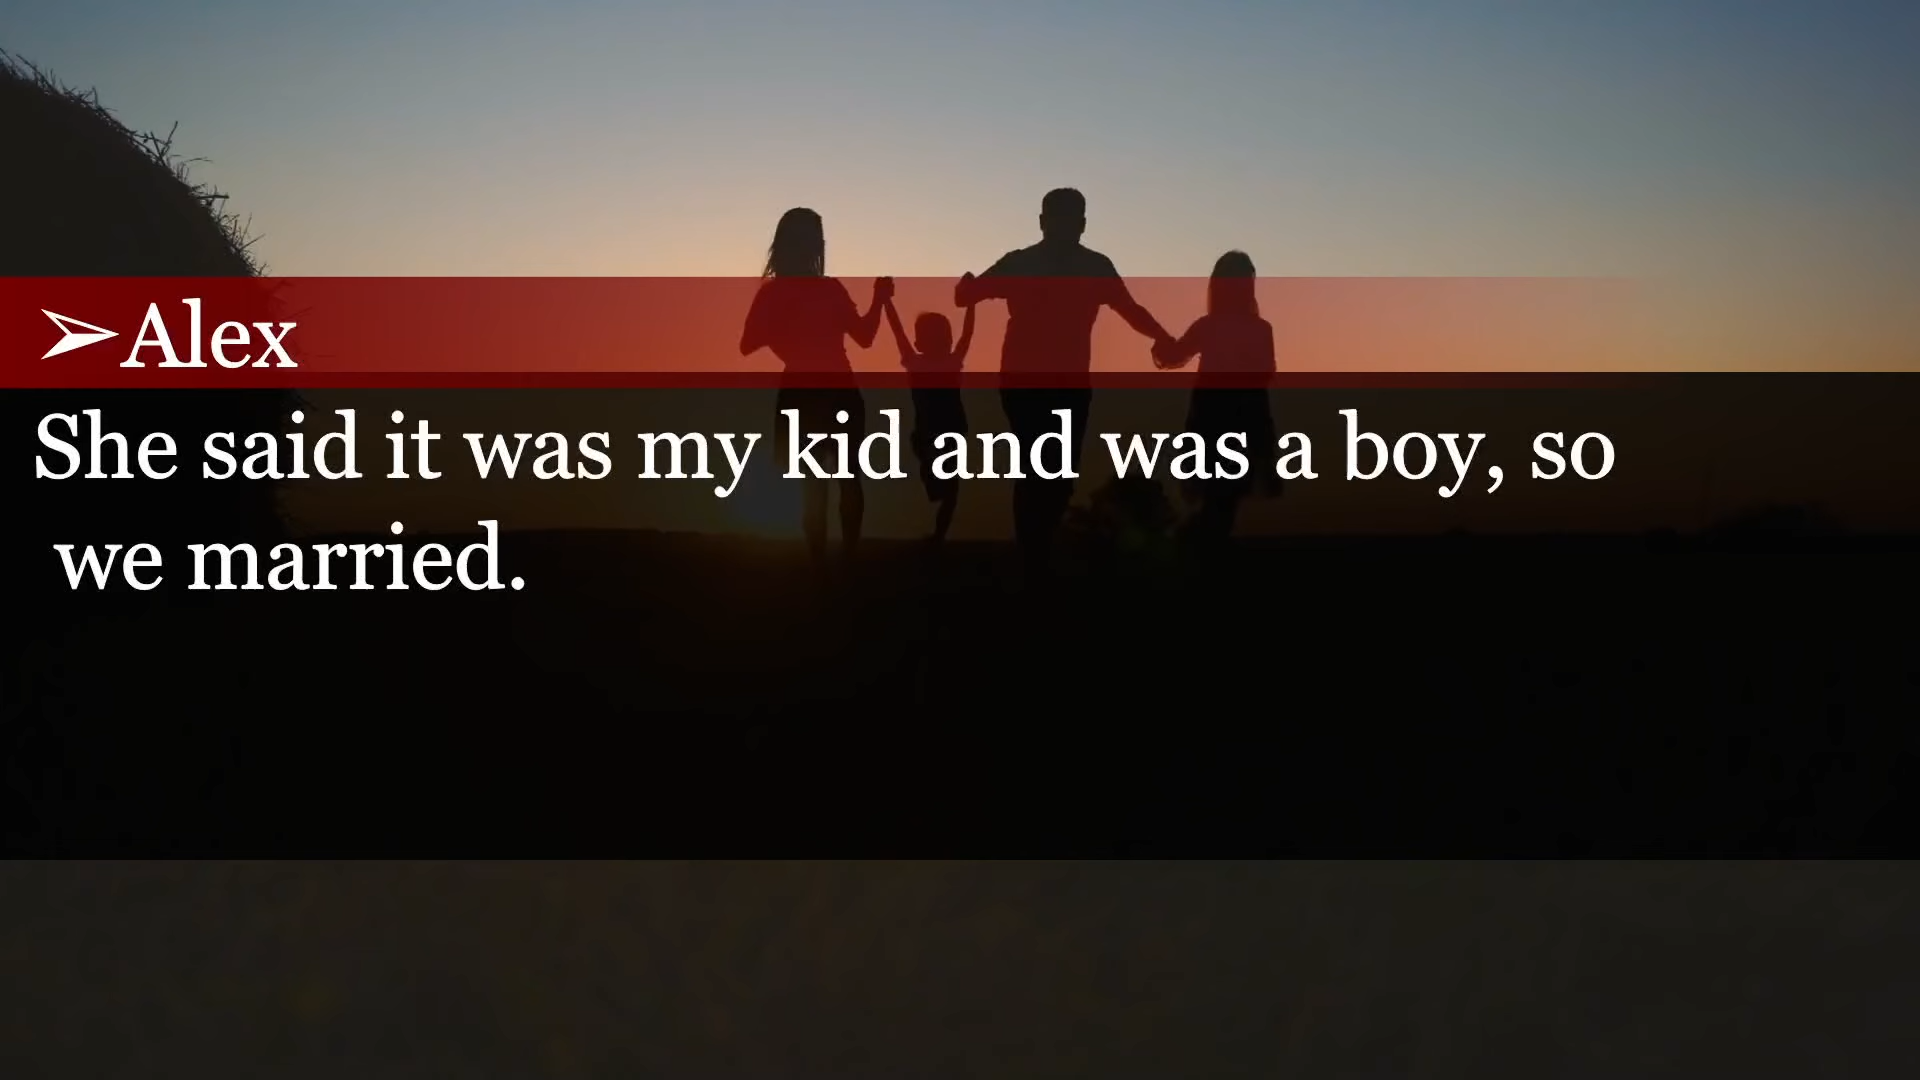 ➢Alex
She said it was my kid and was a boy, so
we married.